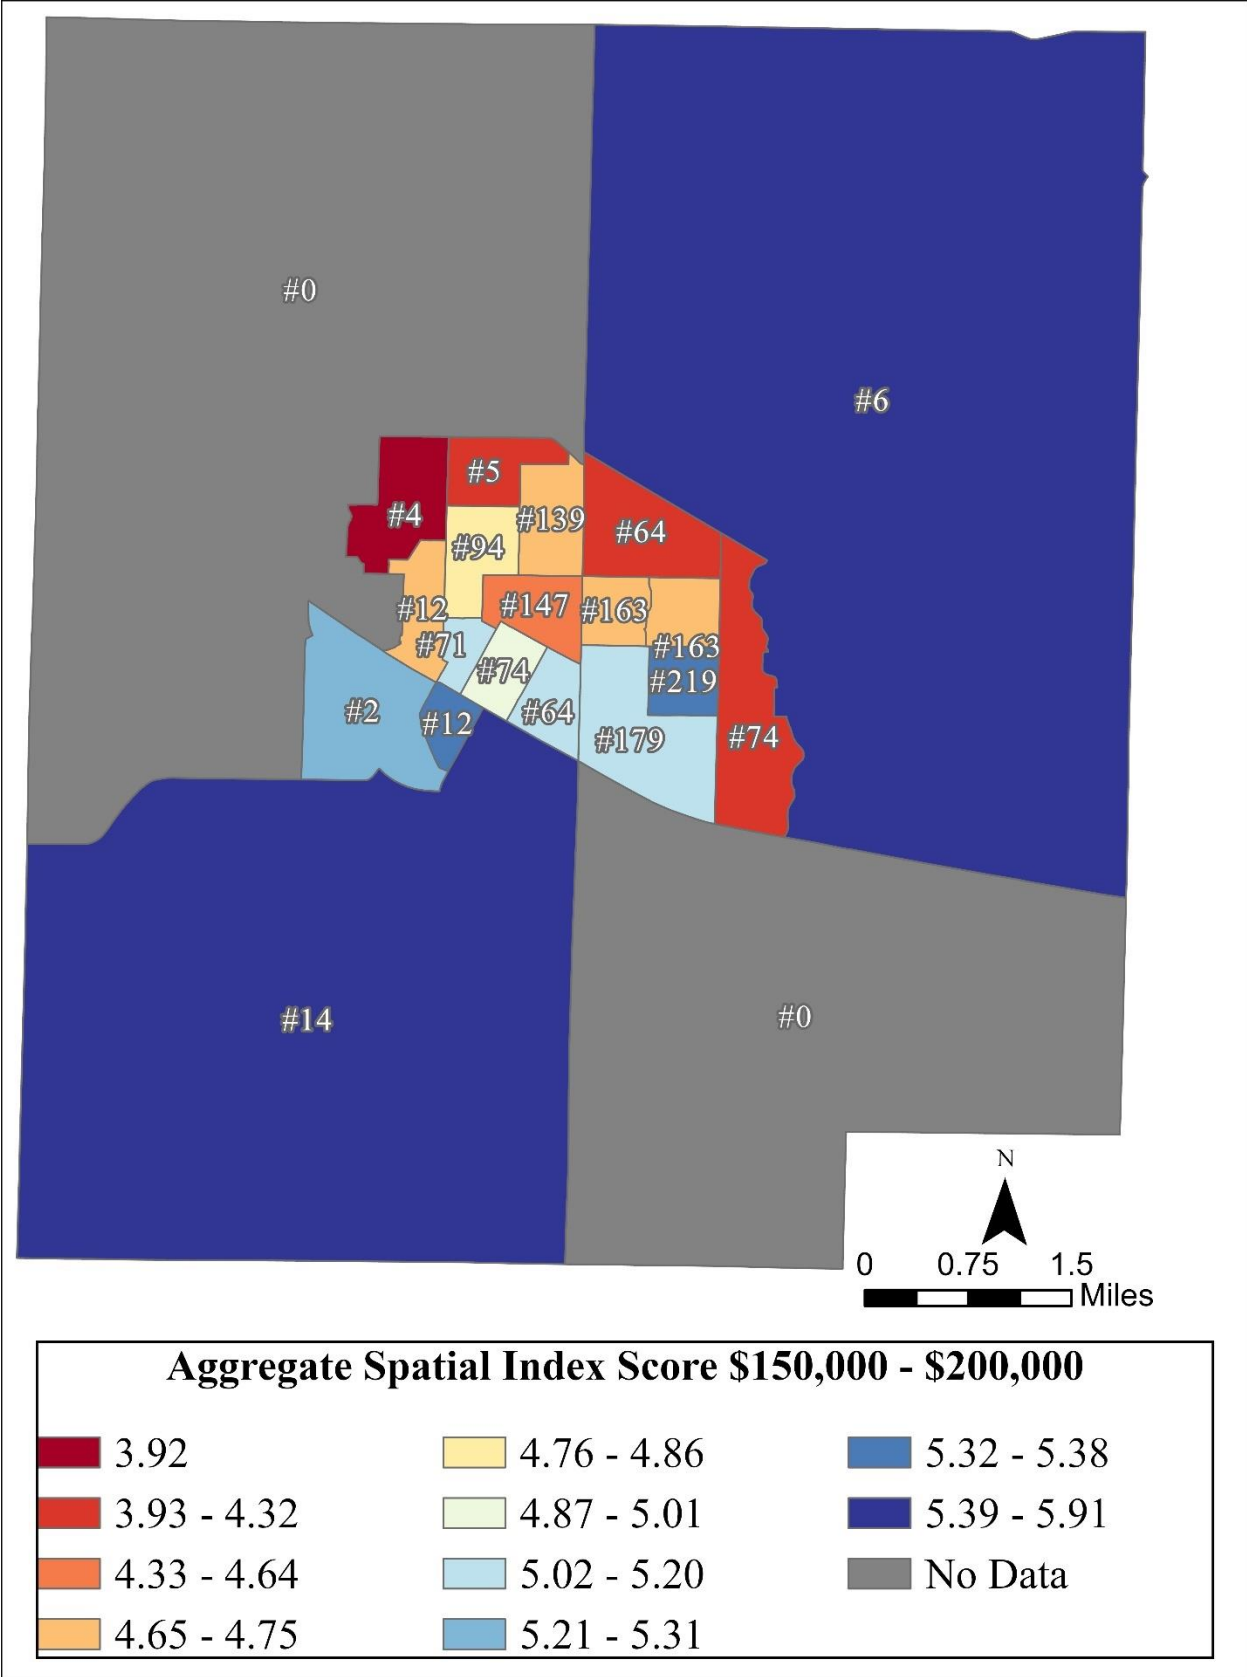 #0
#6
#5
#4
#139
#64
#94
#12
#147
#163
#71
#163
#74
#219
#2
#12
#64
#179
#74
#14
#0
N
0 0.75 1.5
Miles
Aggregate Spatial Index Score $150,000 - $200,000
3.92 4.76 - 4.86 5.32 - 5.38
3.93 - 4.32 4.87 - 5.01 5.39 - 5.91
4.33 - 4.64 5.02 - 5.20 No Data
4.65 - 4.75 5.21 - 5.31